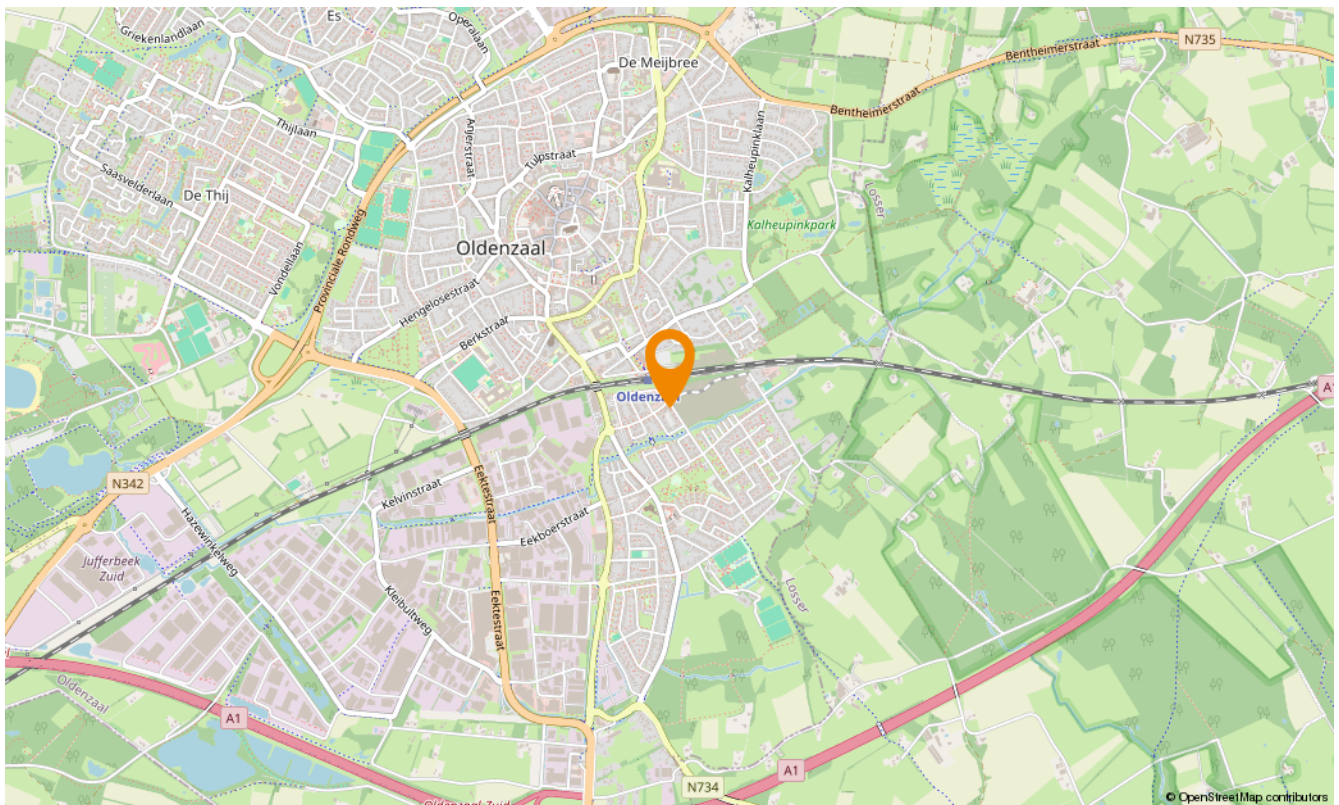 Es
Operalaan
Griekenlandlaan
De Meijbree
Bentheimerstraat
N735
Bentheimerstraat
Thijlaan
Anjerstraat
Tulpstraat
Kalheupinklaan
Saasvelderlaan
De Thij
Losser
Kalheupinkpark
Provinciale Rondweg
Oldenzaal
Vondellaan
Hengelosestraat
Berkstraat
A1
N342
Kelvinstraat
Eektestraat
Eekboerstraat
Hazewinkelweg
Jufferbeek
Zuid
Kleibultweg
Eektestraat
Losser
Oldenzaal
A1
A1
N734
Oldenzaal-Zuid
© OpenStreetMap contributors